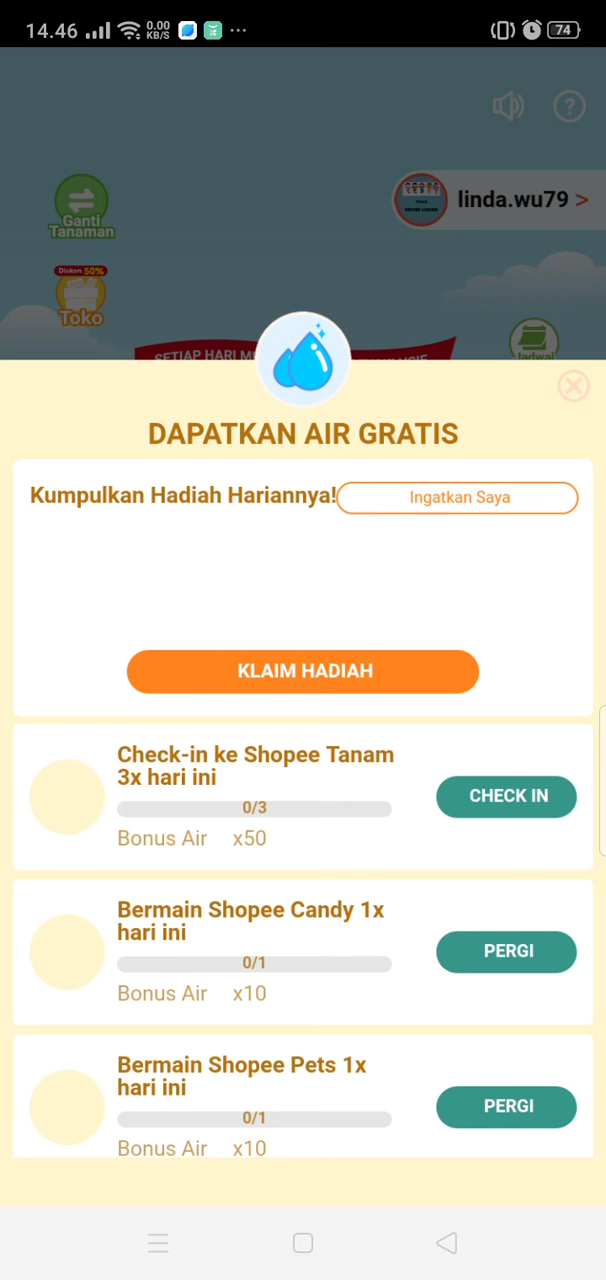 14.46
0.00
KB/S
74
?
Ganti
Tanaman
linda.wu79 >
Diskon 50%
Toko
SETIAP HARI
Jadwal
DAPATKAN AIR GRATIS
Kumpulkan Hadiah Hariannya!
Ingatkan Saya
KLAIM HADIAH
Check-in ke Shopee Tanam
3x hari ini
0/3
CHECK IN
Bonus Air x50
Bermain Shopee Candy 1x
hari ini
0/1
PERGI
Bonus Air x10
Bermain Shopee Pets 1x
hari ini
0/1
PERGI
Bonus Air x10